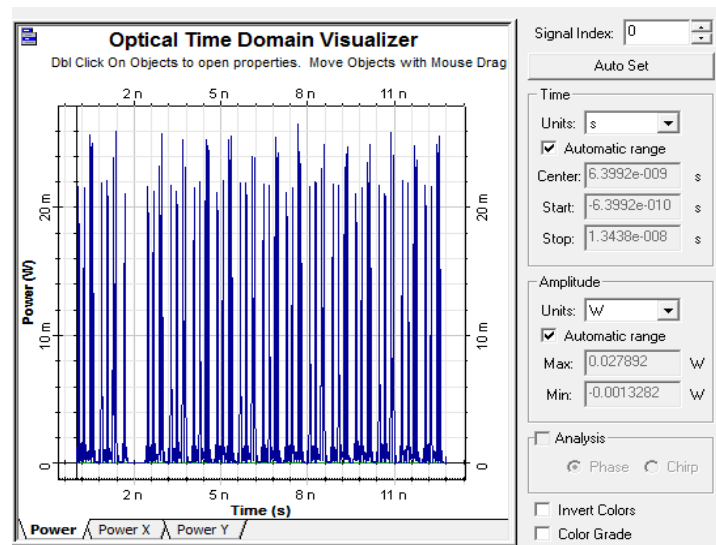 Optical Time Domain Visualizer
Dbl Click On Objects to open properties. Move Objects with Mouse Drag
2 n 5 n 8 n 11 n
20 m
10 m
0
Power (W)
20 m
10 m
0
2 n 5 n 8 n 11 n
Time (s)
Power Power X Power Y
Signal Index: 0
Auto Set
Time
Units: s
Automatic range
Center: 6.3992e-009 s
Start: -6.3992e-010 s
Stop: 1.3438e-008 s
Amplitude
Units: W
Automatic range
Max: 0.027892 W
Min: -0.0013282 W
Analysis
Phase Chirp
Invert Colors
Color Grade